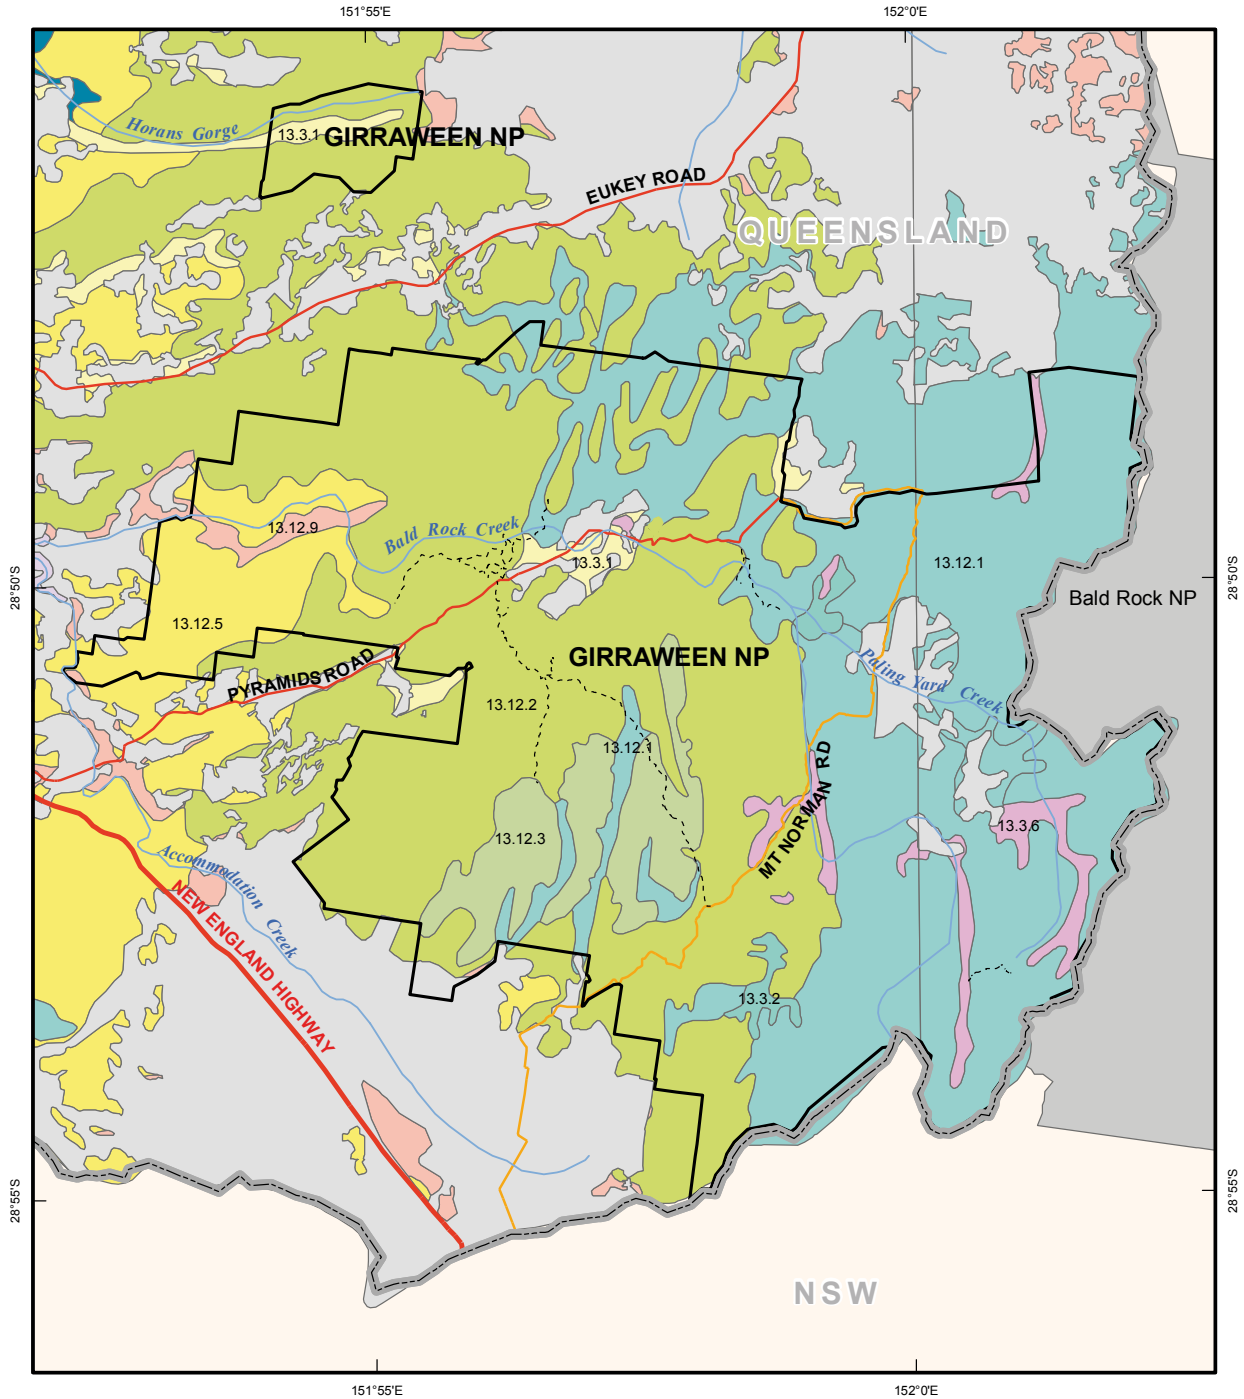 151°55'E
152°0'E
Horans Gorge
13.3.1
GIRRAWEEN NP
EUKEY ROAD
QUEENSLAND
13.12.9
Bald Rock Creek
13.3.1
13.12.1
28°50'S
28°50'S
Bald Rock NP
13.12.5
GIRRAWEEN NP
PYRAMIDS ROAD
Paling Yard Creek
13.12.2
13.12.1
MT NORMAN RD
13.3.6
13.12.3
Accommodation Creek
NEW ENGLAND HIGHWAY
13.3.2
28°55'S
28°55'S
NSW
151°55'E
152°0'E